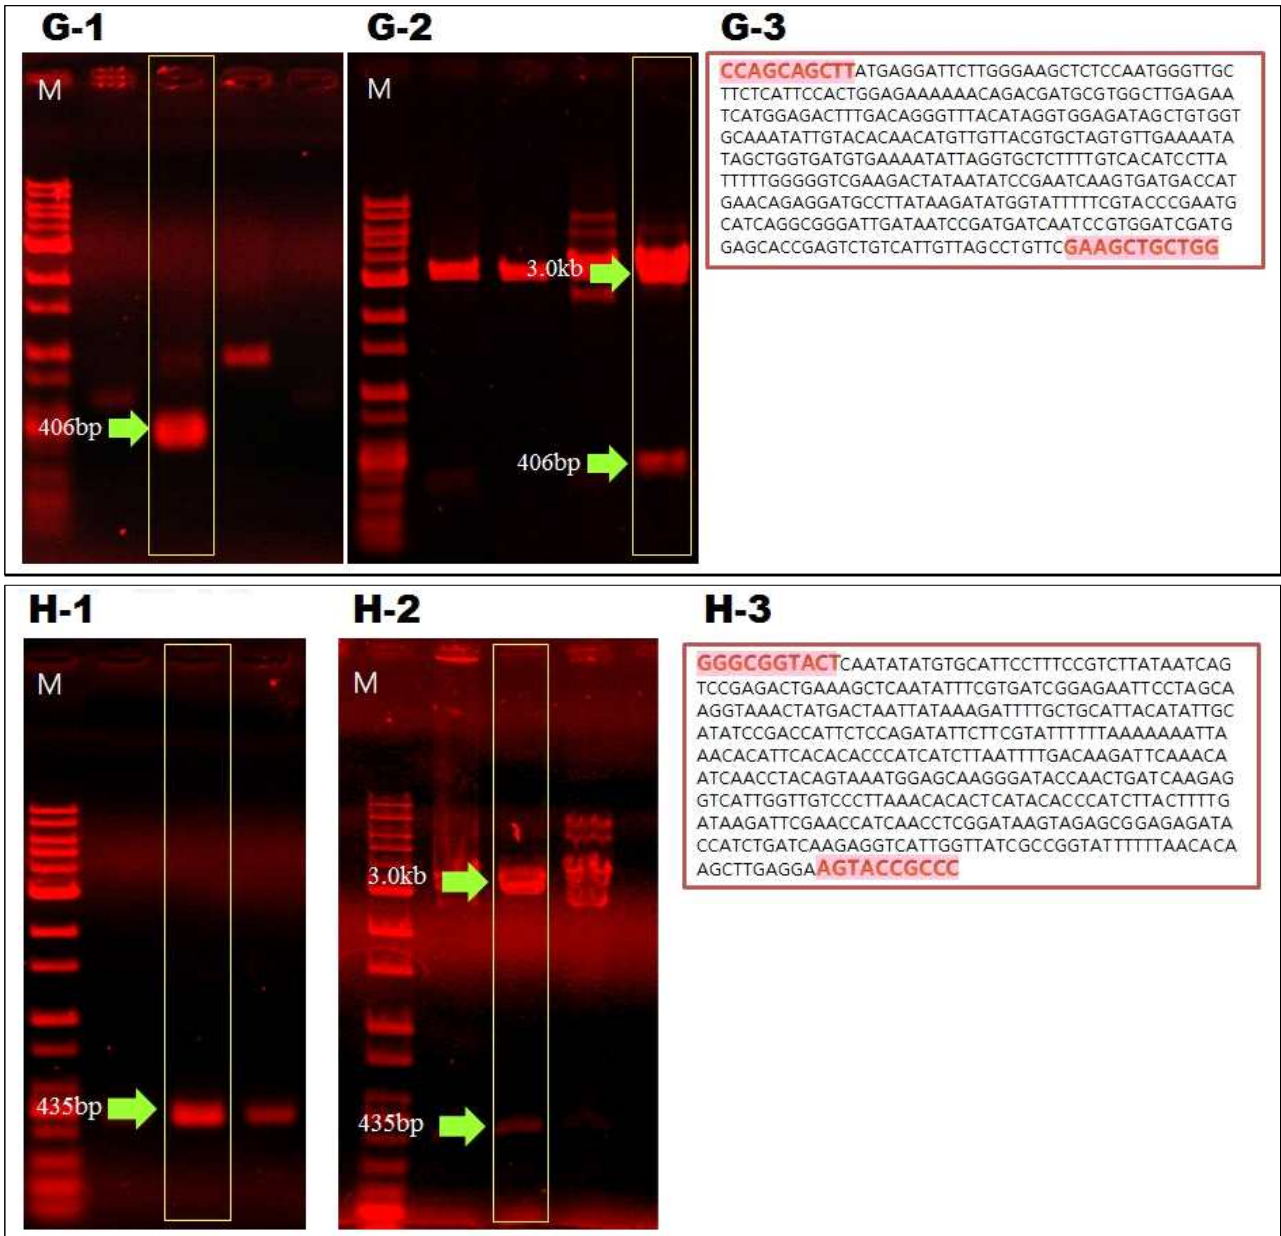 G-1
G-2
G-3
M
M
406bp
3.0kb
406bp
CCAGCAGCTTATGAGGATTCTTGGGAAGCTCTCCAATGGGTTGC
TTCTCATTCCACTGGAGAAAAAACAGACGATGCGTGGCTTGAGAA
TCATGGAGACTTTGACAGGGTTTACATAGGTGGAGATAGCTGTGGT
GCAAATATTGTACACAACATGTTGTTACGTGCTAGTGTTGAAAATA
TAGCTGGTGATGTGAAAATATTAGGTGCTCTTTTGTCACATCCTTA
TTTTTGGGGGTCGAAGACTATAATATCCGAATCAAGTGATGACCAT
GAACAGAGGATGCCTTATAAGATATGGTATTTTTCGTACCCGAATG
CATCAGGCGGGATTGATAATCCGATGATCAATCCGTGGATCGATG
GAGCACCGAGTCTGTCATTGTTAGCCTGTTCGAAGCTGCTGG
H-1
H-2
H-3
M
M
435bp
3.0kb
435bp
GGGCGGTACTCAATATATGTGCATTCCTTTCCGTCTTATAATCAG
TCCGAGACTGAAAGCTCAATATTTCGTGATCGGAGAATTCCTAGCA
AGGTAAACTATGACTAATTATAAAGATTTTGCTGCATTACATATTGC
ATATCCGACCATTCTCCAGATATTCTTCGTATTTTTTAAAAAAATTA
AACACATTCACACACCCATCATCTTAATTTTGACAAGATTCAAACA
ATCAACCTACAGTAAATGGAGCAAGGGATACCAACTGATCAAGAG
GTCATTGGTTGTCCCTTAAACACACTCATACACCCATCTTACTTTTG
ATAAGATTCGAACCATCAACCTCGGATAAGTAGAGCGGAGAGATA
CCATCTGATCAAGAGGTCATTGGTTATCGCCGGTATTTTTTAACACA
AGCTTGAGGAAGTACCGCCC